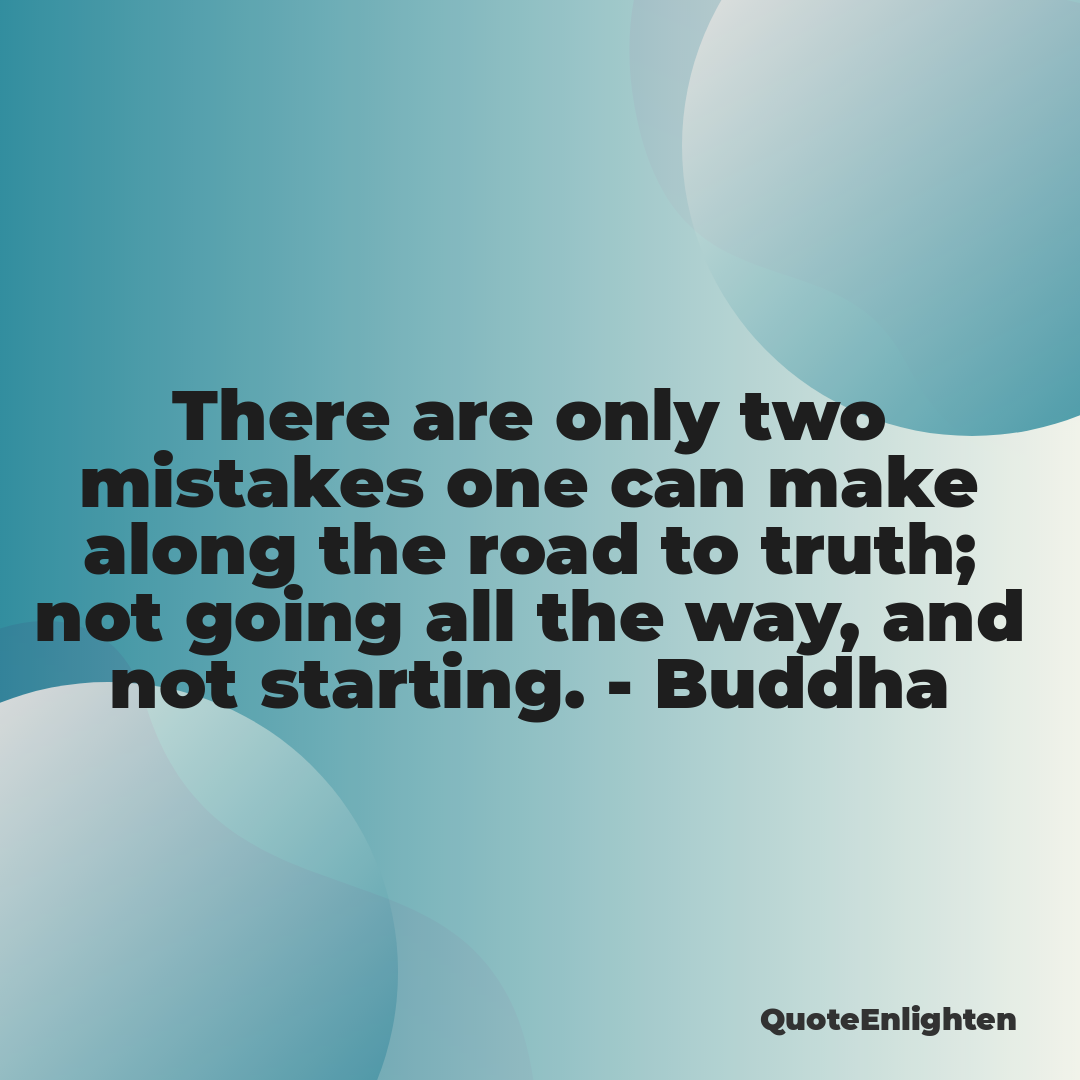 There are only two
mistakes one can make
along the road to truth;
not going all the way, and
not starting. - Buddha
QuoteEnlighten